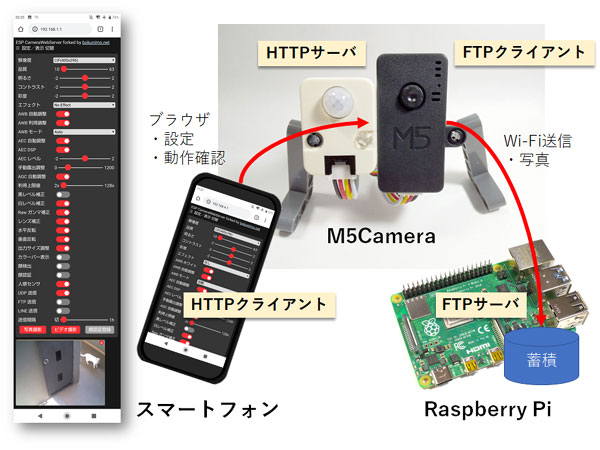 192.168.1.1
ESP CameraWebServer forked by bokunimo.net
☰ 設定／表示 切替
解像度 CIF(400x296)
品質 10 63
明るさ -2 2
コントラスト -2 2
彩度 -2 2
エフェクト No Effect
AWB 自動調整
AWB 利得調整
AWB モード Auto
AEC 自動調整
AEC DSP
AEC レベル -2 2
手動露出調整 0 1200
AGC 自動調整
利得上限値 2x 128x
黒レベル補正
白レベル補正
Raw ガンマ補正
レンズ補正
水平反転
垂直反転
出力サイズ調整
カラーバー表示
顔検出
顔認証
人感センサ
UDP 送信
FTP 送信
LINE 送信
送信間隔 切 15
写真撮影 ビデオ撮影 顔認証登録
HTTPサーバ
FTPクライアント
ブラウザ
・設定
・動作確認
M5
Wi-Fi送信
・写真
M5Camera
HTTPクライアント
スマートフォン
FTPサーバ
HDMI
蓄積
Raspberry Pi